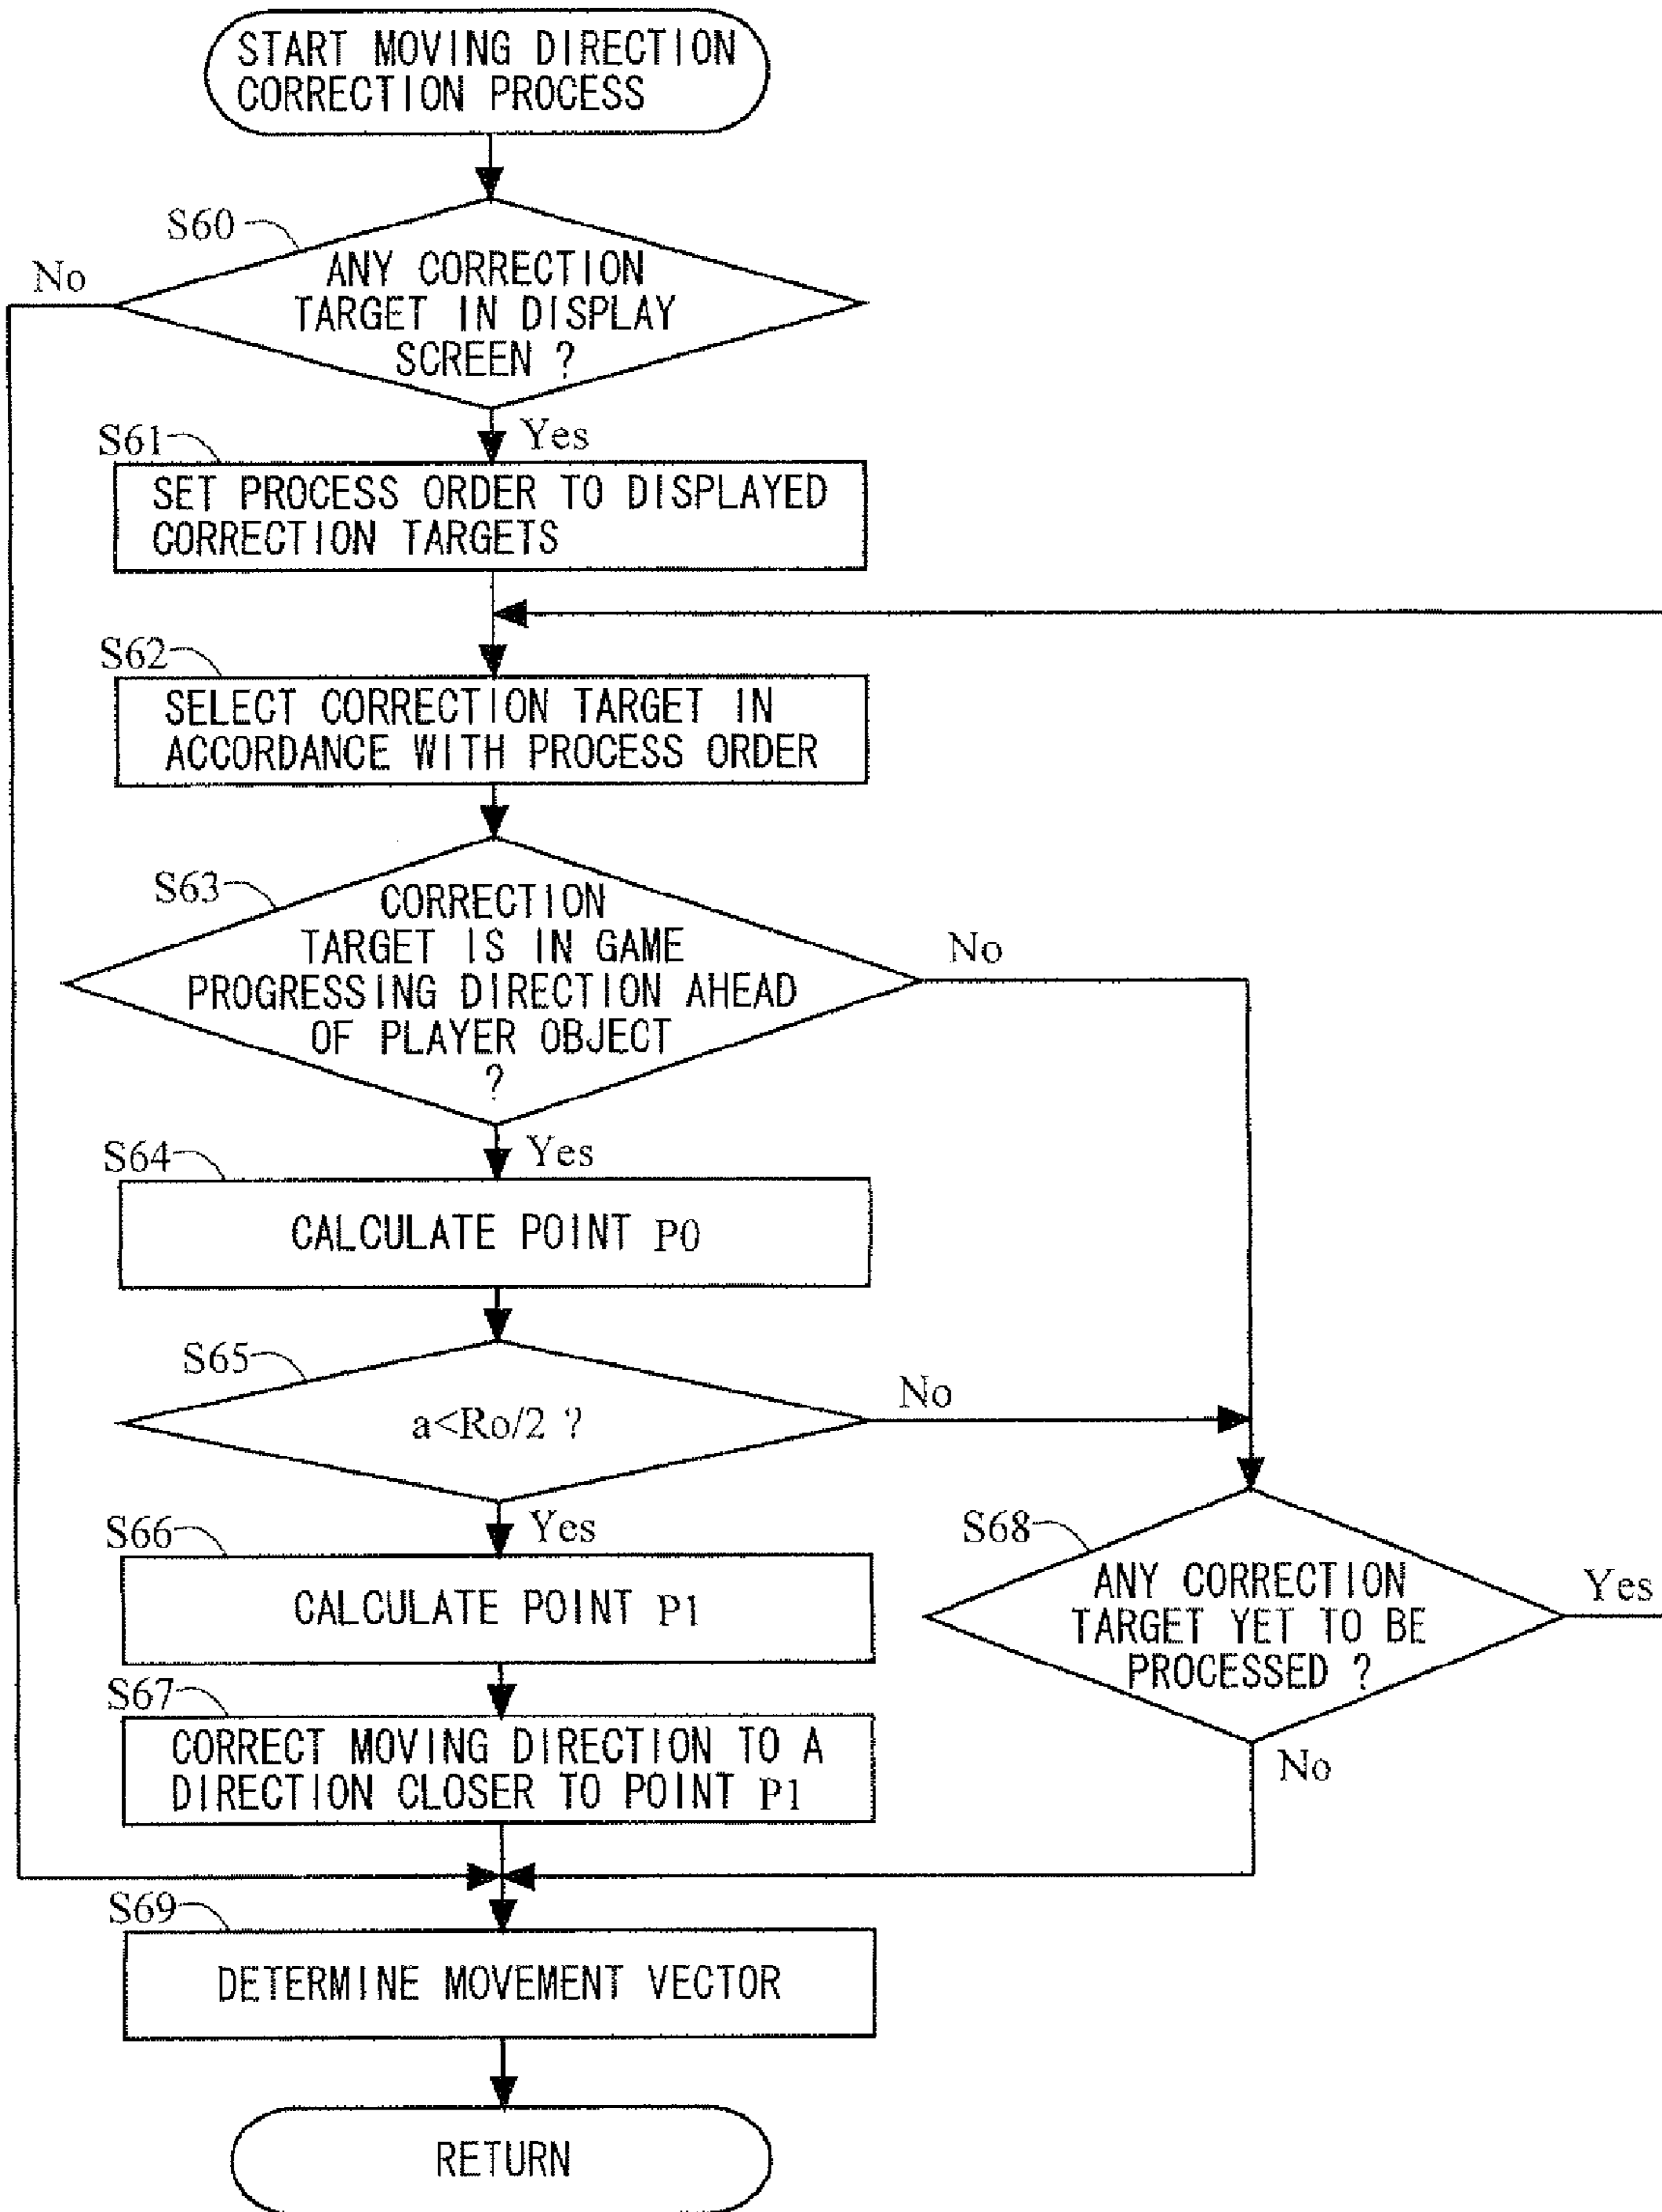 START MOVING DIRECTION
CORRECTION PROCESS
S60
No
ANY CORRECTION
TARGET IN DISPLAY
SCREEN ?
Yes
S61
SET PROCESS ORDER TO DISPLAYED
CORRECTION TARGETS
S62
SELECT CORRECTION TARGET IN
ACCORDANCE WITH PROCESS ORDER
S63
CORRECTION
TARGET IS IN GAME
PROGRESSING DIRECTION AHEAD
OF PLAYER OBJECT
?
No
Yes
S64
CALCULATE POINT P0
S65
a<Ro/2 ?
No
Yes
S66
CALCULATE POINT P1
S67
CORRECT MOVING DIRECTION TO A
DIRECTION CLOSER TO POINT P1
S68
ANY CORRECTION
TARGET YET TO BE
PROCESSED ?
Yes
No
S69
DETERMINE MOVEMENT VECTOR
RETURN